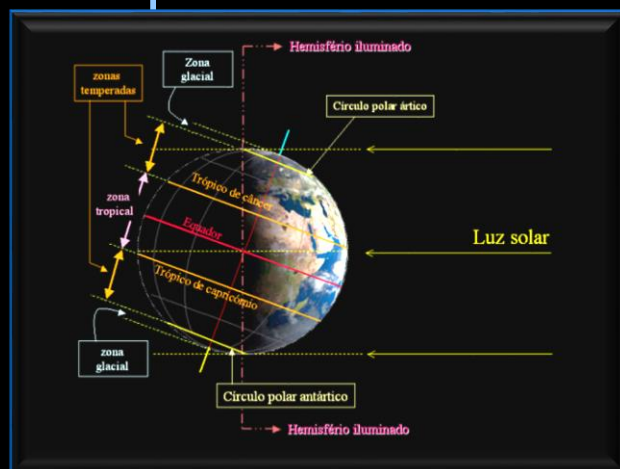 Hemisfério iluminado
Zona
glacial
zonas
temperadas
Círculo polar ártico
Trópico de câncer
zona
tropical
Equador
Luz solar
Trópico de capricórnio
zona
glacial
Círculo polar antártico
Hemisfério iluminado